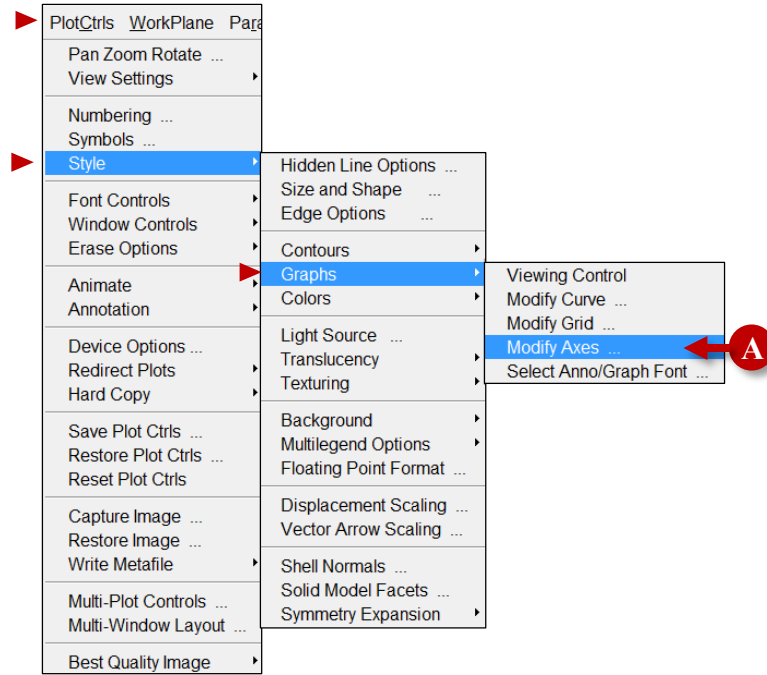 PlotCtrls WorkPlane Para
Pan Zoom Rotate ...
View Settings
Numbering ...
Symbols ...
Style
Font Controls
Window Controls
Erase Options
Animate
Annotation
Device Options ...
Redirect Plots
Hard Copy
Save Plot Ctrls ...
Restore Plot Ctrls ...
Reset Plot Ctrls
Capture Image ...
Restore Image ...
Write Metafile
Multi-Plot Controls ...
Multi-Window Layout ...
Best Quality Image
Hidden Line Options ...
Size and Shape ...
Edge Options ...
Contours
Graphs
Colors
Light Source ...
Translucency
Texturing
Background
Multilegend Options
Floating Point Format ...
Displacement Scaling ...
Vector Arrow Scaling ...
Shell Normals ...
Solid Model Facets ...
Symmetry Expansion
Viewing Control
Modify Curve ...
Modify Grid ...
Modify Axes ...
Select Anno/Graph Font ...
A